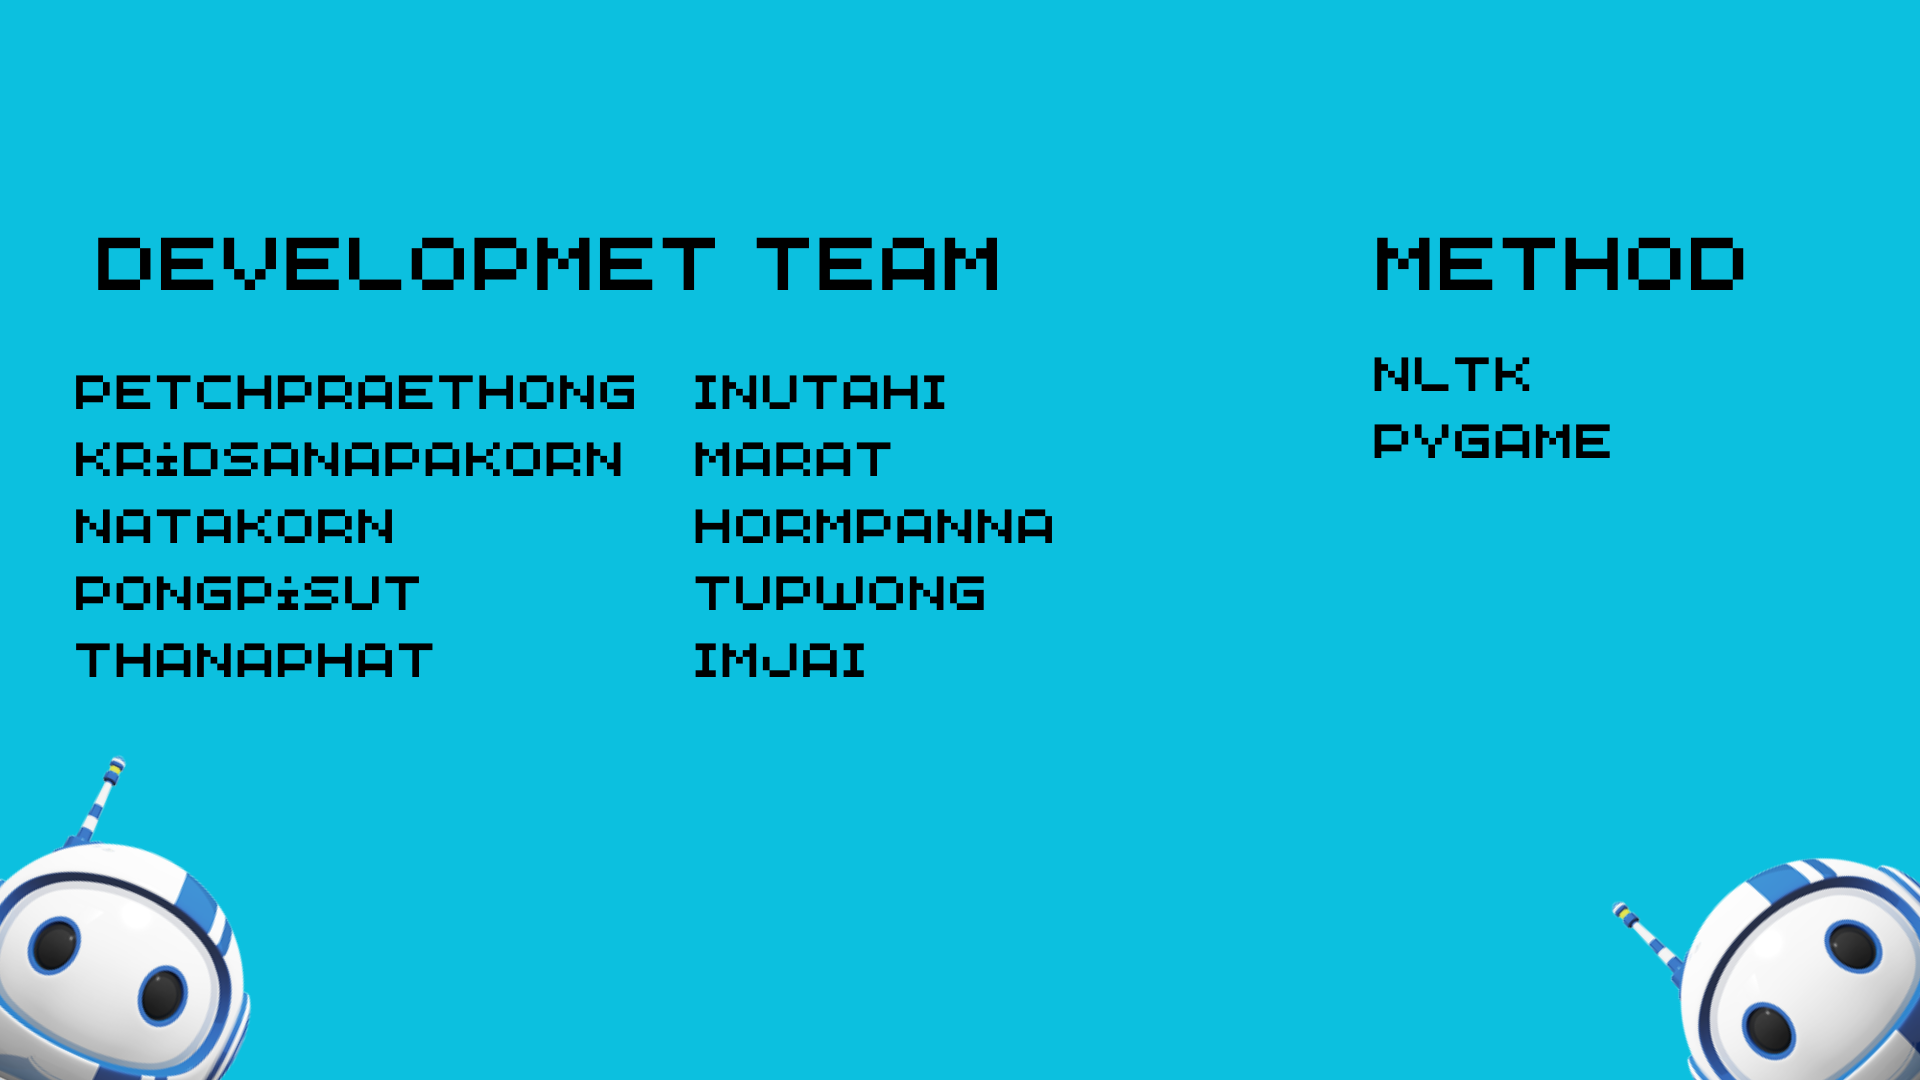 DEVELOPMET TEAM
PETCHPRAETHONG INUTAHI
KRiDSANAPAKORN MARAT
NATAKORN HORMPANNA
PONGPiSUT TUPWONG
THANAPHAT IMJAI
METHOD
NLTK
PYGAME